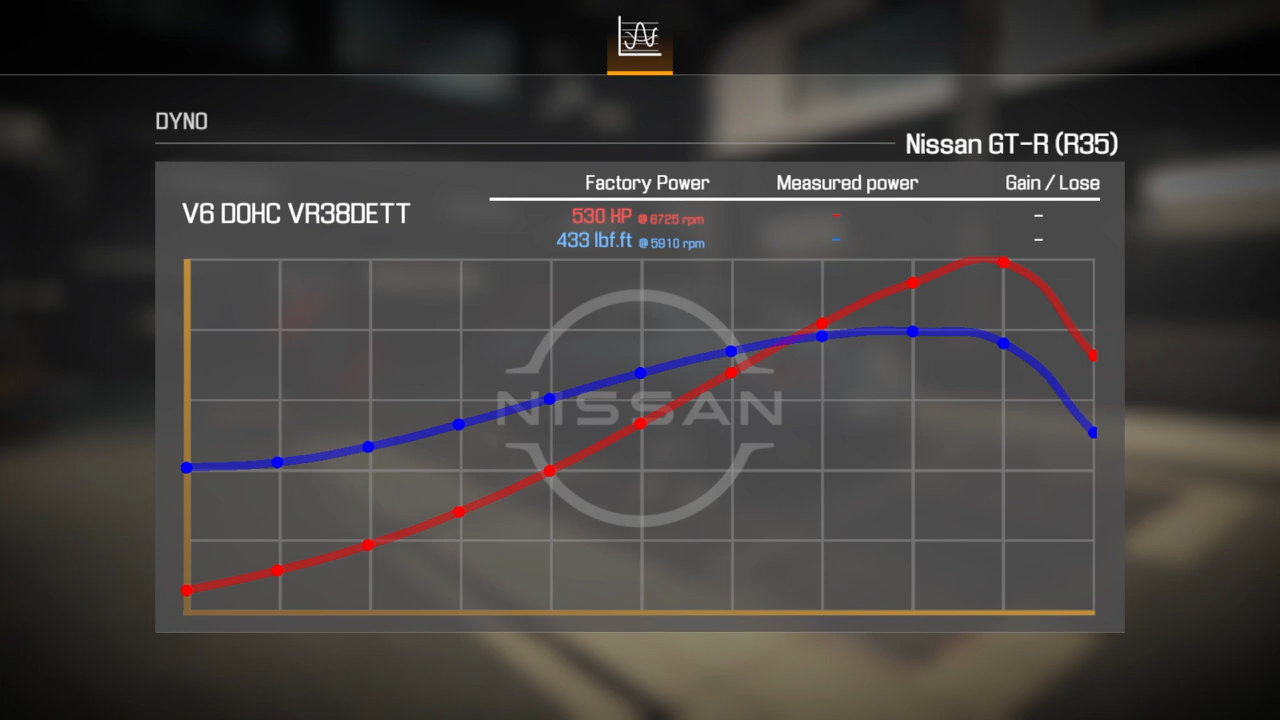 DYNO
Nissan GT-R (R35)
Factory Power Measured power Gain / Lose
V6 DOHC VR38DETT
530 HP @ 6725 rpm - -
433 lbf.ft @ 5910 rpm - -
NISSAN